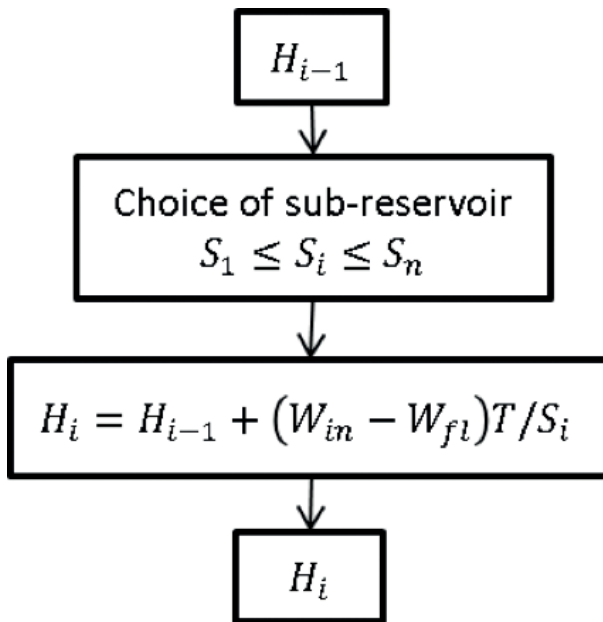 H_{i−1}
Choice of sub-reservoir
S_1 ≤ S_i ≤ S_n
H_i = H_{i−1} + (W_{in} − W_{fl})T/S_i
H_i